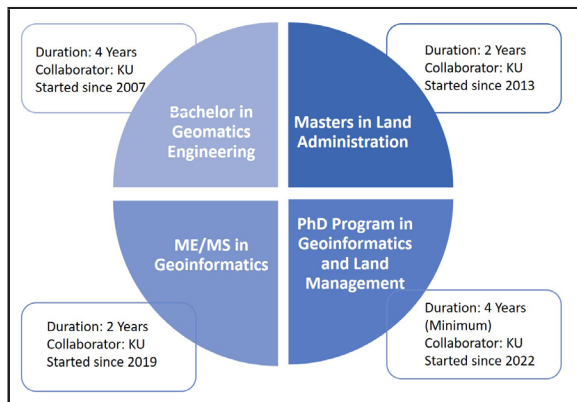 Duration: 4 Years
Collaborator: KU
Started since 2007
Bachelor in
Geomatics
Engineering
Duration: 2 Years
Collaborator: KU
Started since 2013
Masters in Land
Administration
ME/MS in
Geoinformatics
Duration: 2 Years
Collaborator: KU
Started since 2019
PhD Program in
Geoinformatics
and Land
Management
Duration: 4 Years
(Minimum)
Collaborator: KU
Started since 2022